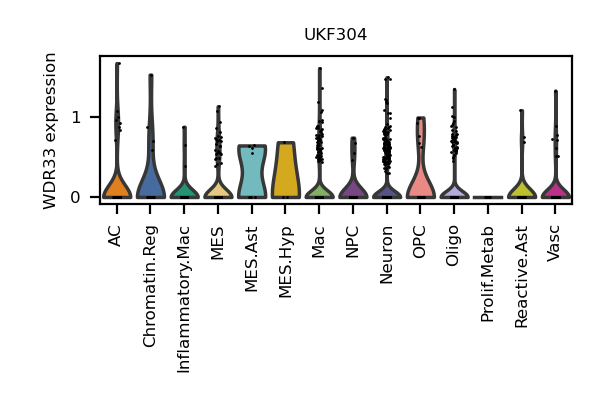 UKF304
WDR33 expression
1
0
AC
Chromatin.Reg
Inflammatory.Mac
MES
MES.Ast
MES.Hyp
Mac
NPC
Neuron
OPC
Oligo
Prolif.Metab
Reactive.Ast
Vasc